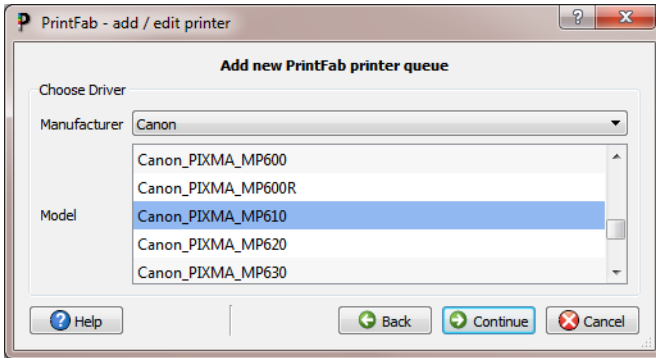 PrintFab - add / edit printer
Add new PrintFab printer queue
Choose Driver
Manufacturer Canon
Canon_PIXMA_MP600
Canon_PIXMA_MP600R
Model Canon_PIXMA_MP610
Canon_PIXMA_MP620
Canon_PIXMA_MP630
Help Back Continue Cancel